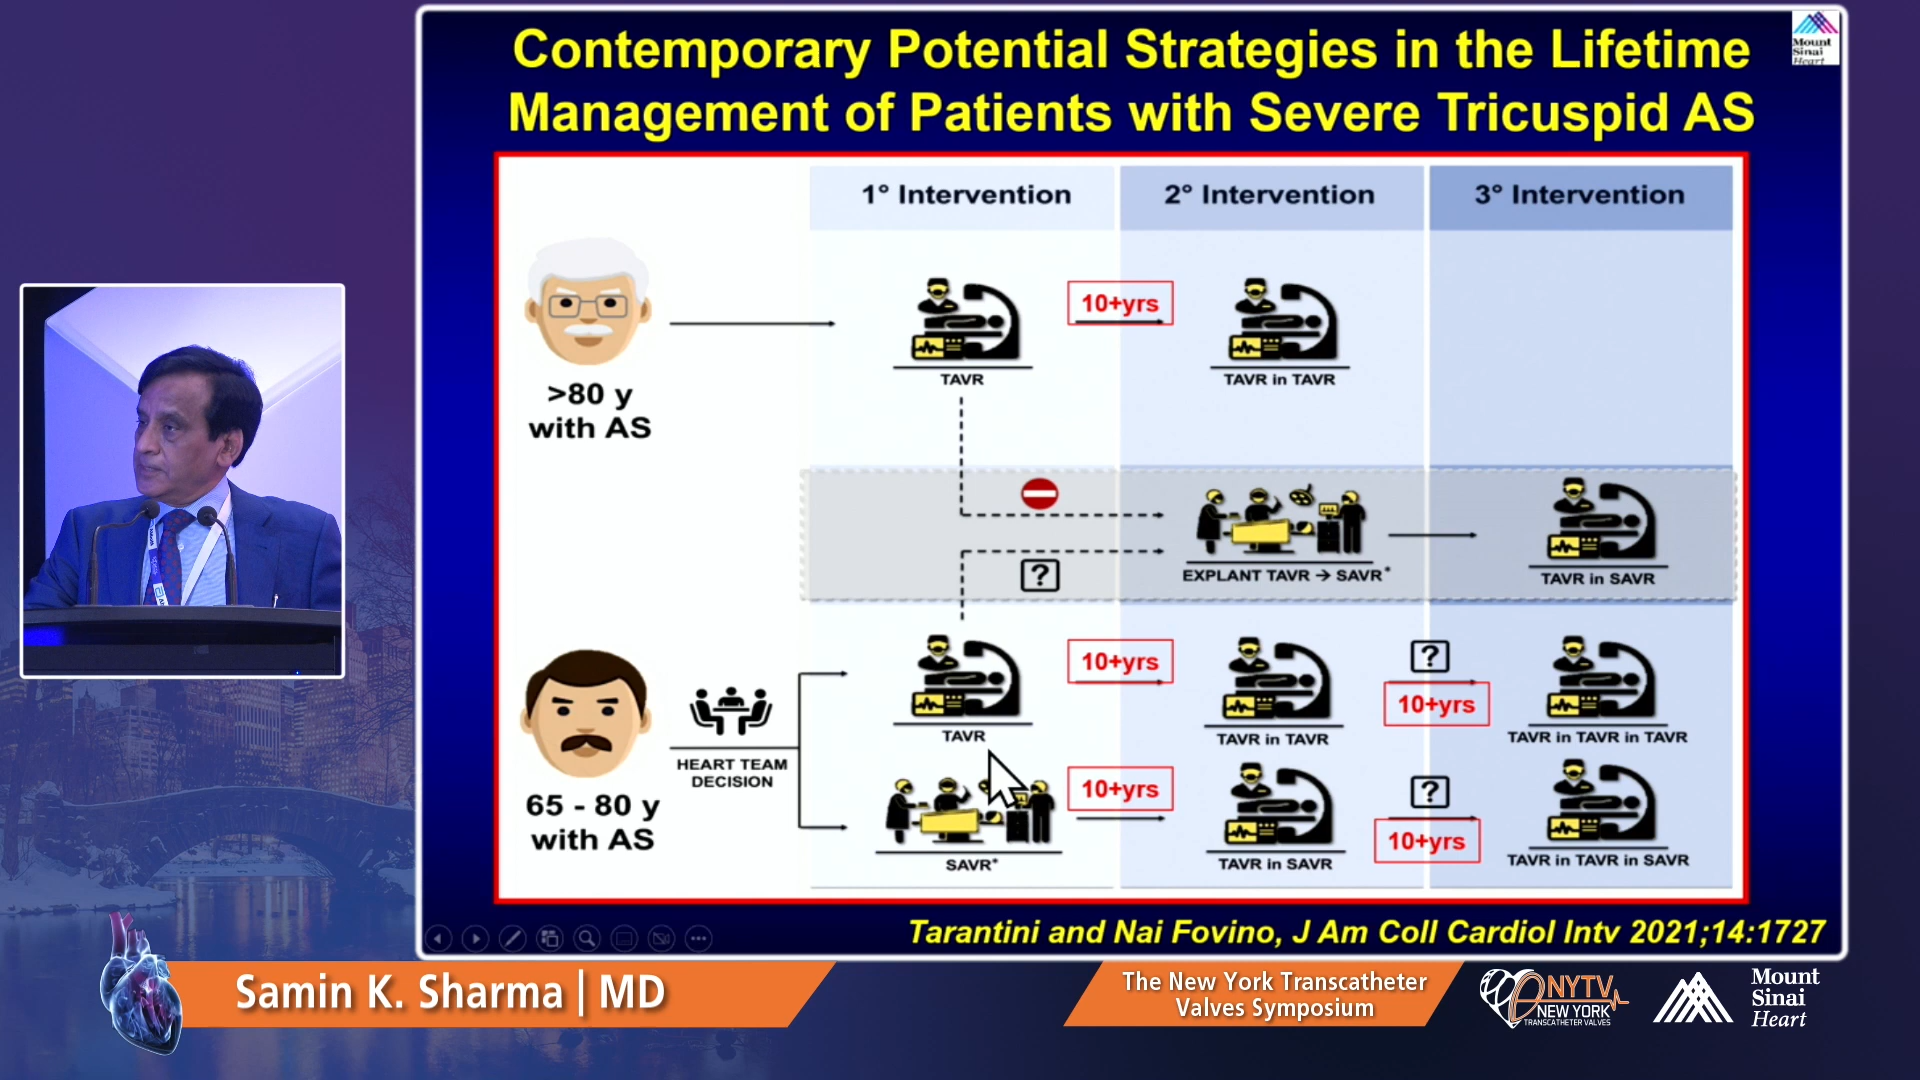 Contemporary Potential Strategies in the Lifetime
Management of Patients with Severe Tricuspid AS
Mount
Sinai
Heart
1° Intervention
2° Intervention
3° Intervention
>80 y
with AS
TAVR
10+yrs
TAVR in TAVR
?
EXPLANT TAVR → SAVR*
TAVR in SAVR
65 - 80 y
with AS
HEART TEAM
DECISION
TAVR
10+yrs
TAVR in TAVR
?
10+yrs
TAVR in TAVR in TAVR
SAVR*
10+yrs
TAVR in SAVR
?
10+yrs
TAVR in TAVR in SAVR
Tarantini and Nai Fovino, J Am Coll Cardiol Intv 2021;14:1727
Samin K. Sharma | MD
The New York Transcatheter
Valves Symposium
NYTV
NEW YORK
TRANSCATHETER VALVES
Mount
Sinai
Heart